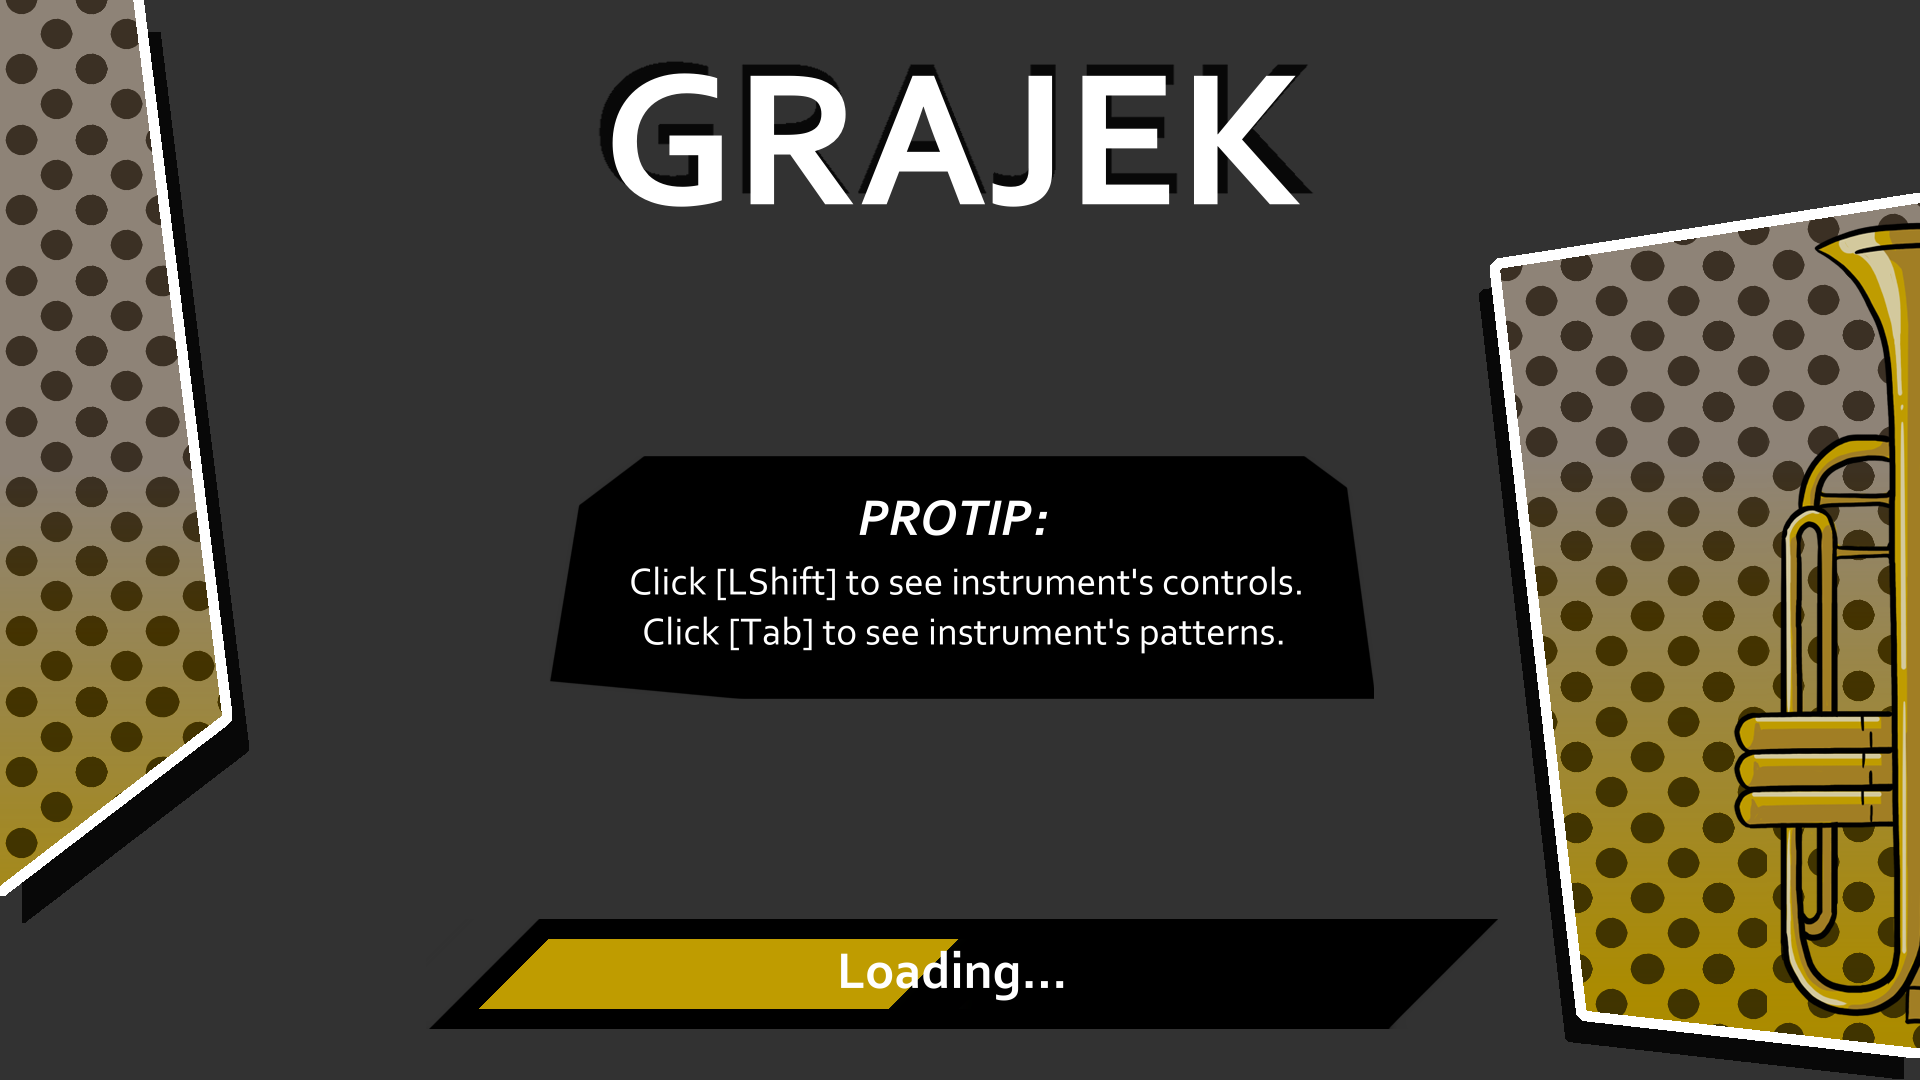 GRAJEK
PROTIP:
Click [LShift] to see instrument's controls.
Click [Tab] to see instrument's patterns.
Loading...